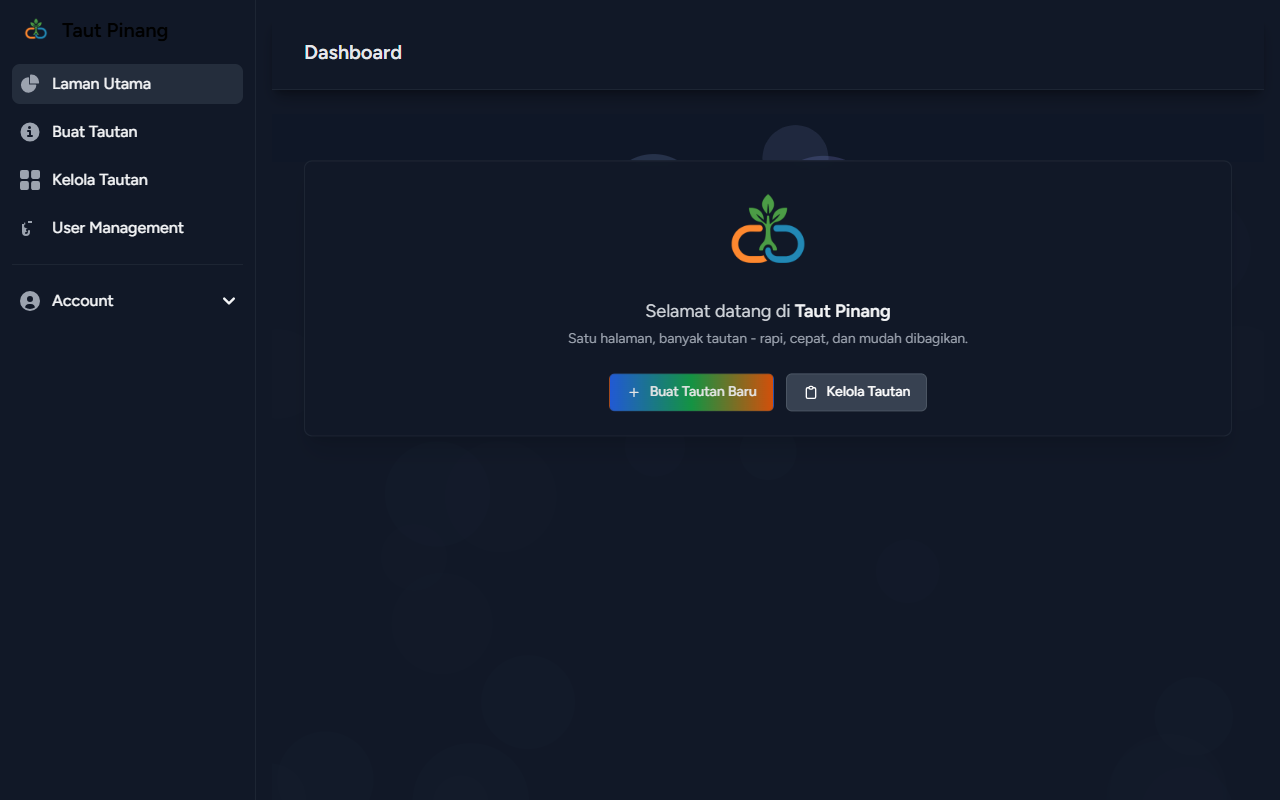 Taut Pinang
Laman Utama
Buat Tautan
Kelola Tautan
User Management
Account
Dashboard
Selamat datang di Taut Pinang
Satu halaman, banyak tautan - rapi, cepat, dan mudah dibagikan.
Buat Tautan Baru
Kelola Tautan